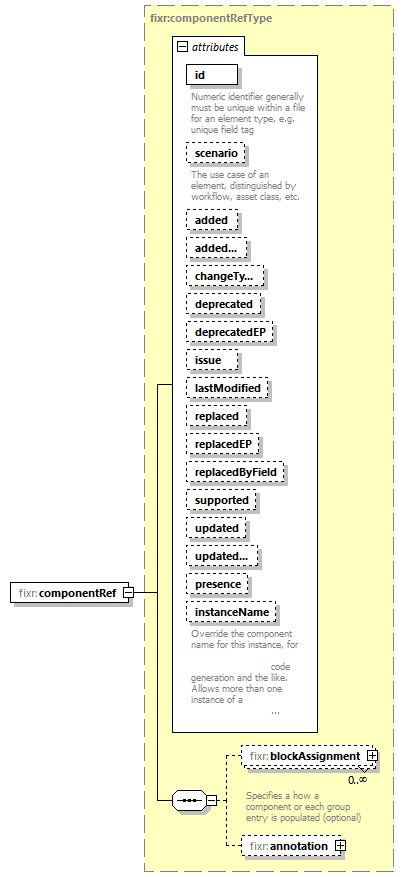 fixr:componentRefType
attributes
id
Numeric identifier generally
must be unique within a file
for an element type, e.g.
unique field tag
scenario
The use case of an
element, distinguished by
workflow, asset class, etc.
added
added...
changeTy...
deprecated
deprecatedEP
issue
lastModified
replaced
replacedEP
replacedByField
supported
updated
updated...
presence
instanceName
Override the component
name for this instance, for
code
generation and the like.
Allows more than one
instance of a
...
fixr:componentRef
fixr:blockAssignment
0..∞
Specifies a how a
component or each group
entry is populated (optional)
fixr:annotation